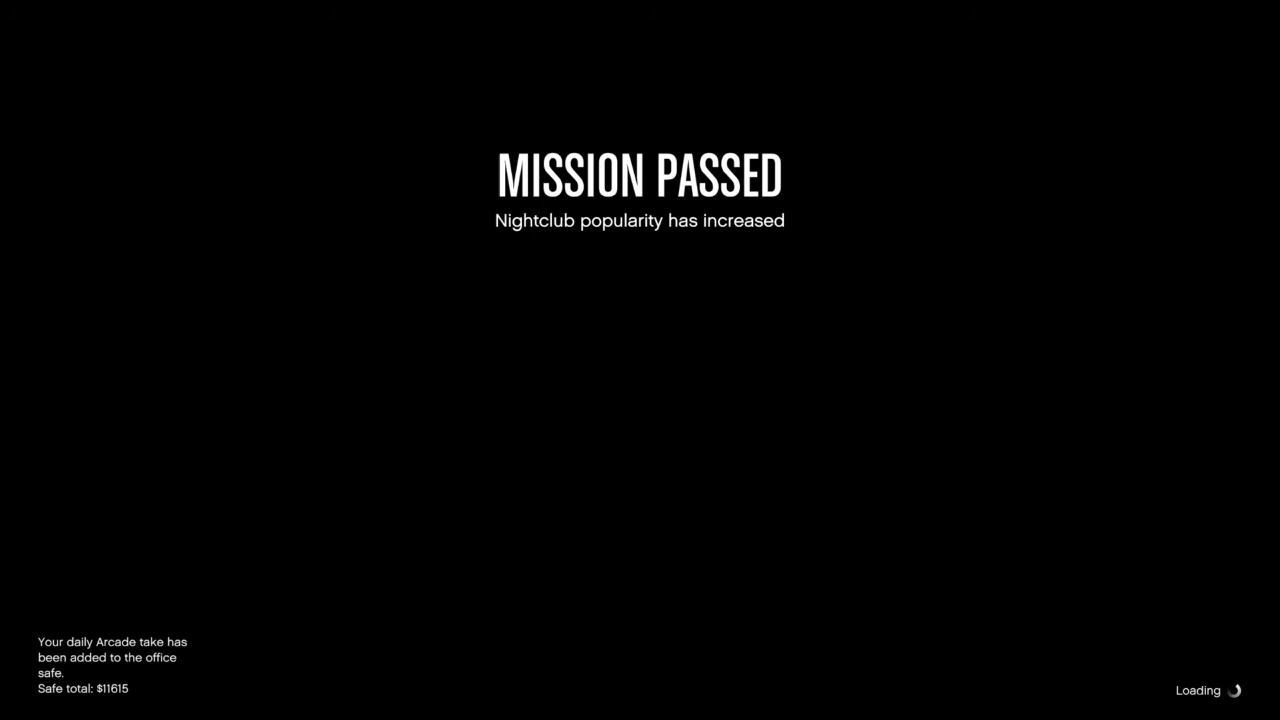 MISSION PASSED
Nightclub popularity has increased
Your daily Arcade take has
been added to the office
safe.
Safe total: $11615
Loading